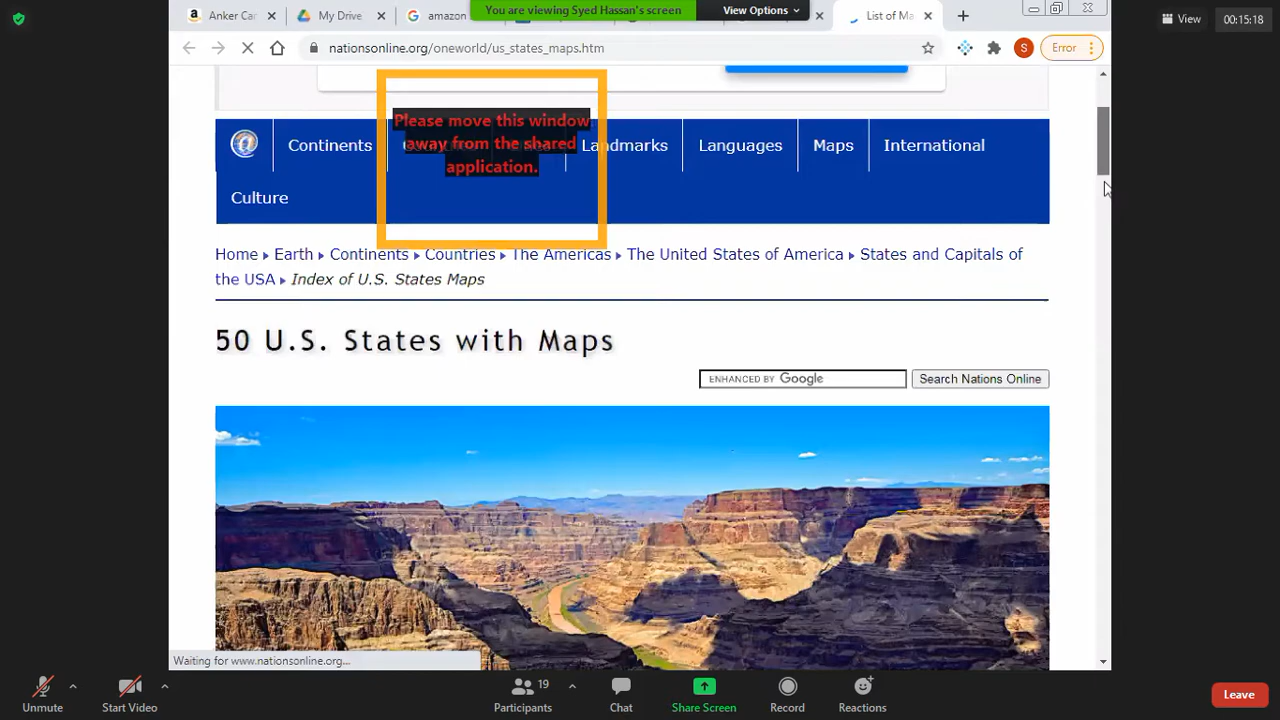 Anker Car
My Drive
amazon s
You are viewing Syed Hassan's screen
View Options
List of Ma
View
00:15:18
nationsonline.org/oneworld/us_states_maps.htm
S
Error
Please move this window
away from the shared
application.
Continents
Landmarks
Languages
Maps
International
Culture
Home Earth Continents Countries The Americas The United States of America States and Capitals of
the USA Index of U.S. States Maps
50 U.S. States with Maps
ENHANCED BY Google
Search Nations Online
Waiting for www.nationsonline.org...
19
Unmute
Start Video
Participants
Chat
Share Screen
Record
Reactions
Leave